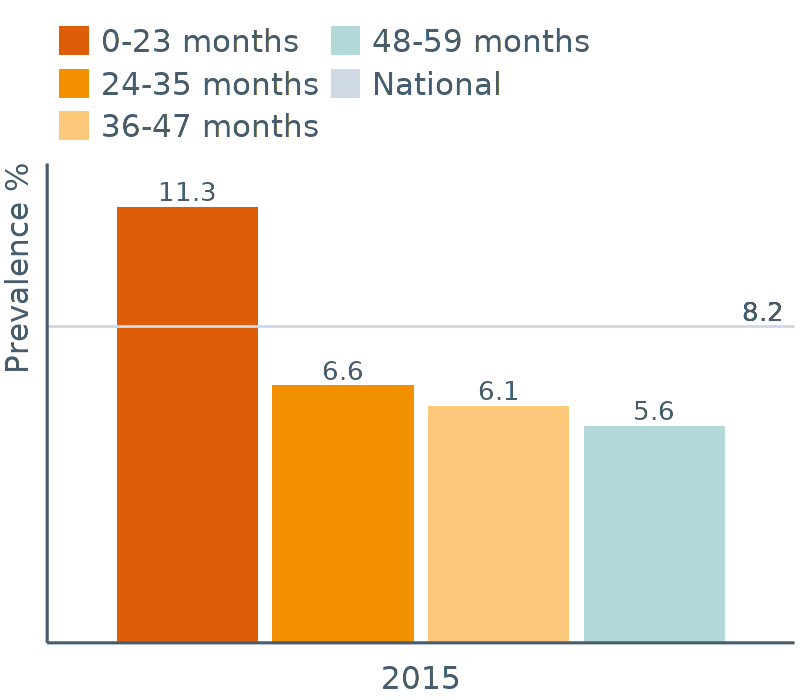 0-23 months
24-35 months
36-47 months
48-59 months
National
Prevalence %
11.3
6.6
6.1
5.6
8.2
2015